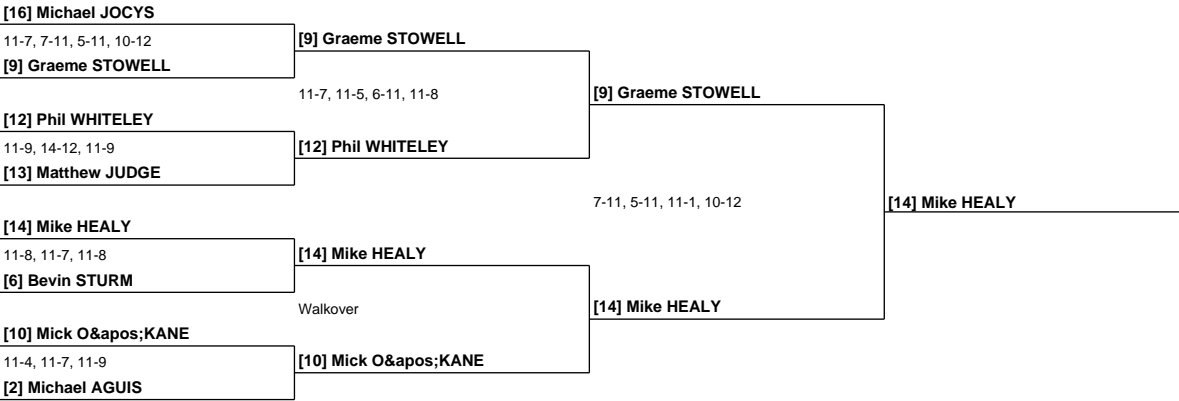 [16] Michael JOCYS
11-7, 7-11, 5-11, 10-12
[9] Graeme STOWELL
[9] Graeme STOWELL
11-7, 11-5, 6-11, 11-8
[9] Graeme STOWELL
[12] Phil WHITELEY
11-9, 14-12, 11-9
[12] Phil WHITELEY
[13] Matthew JUDGE
7-11, 5-11, 11-1, 10-12
[14] Mike HEALY
[14] Mike HEALY
11-8, 11-7, 11-8
[14] Mike HEALY
[6] Bevin STURM
Walkover
[14] Mike HEALY
[10] Mick O&apos;KANE
11-4, 11-7, 11-9
[10] Mick O&apos;KANE
[2] Michael AGUIS